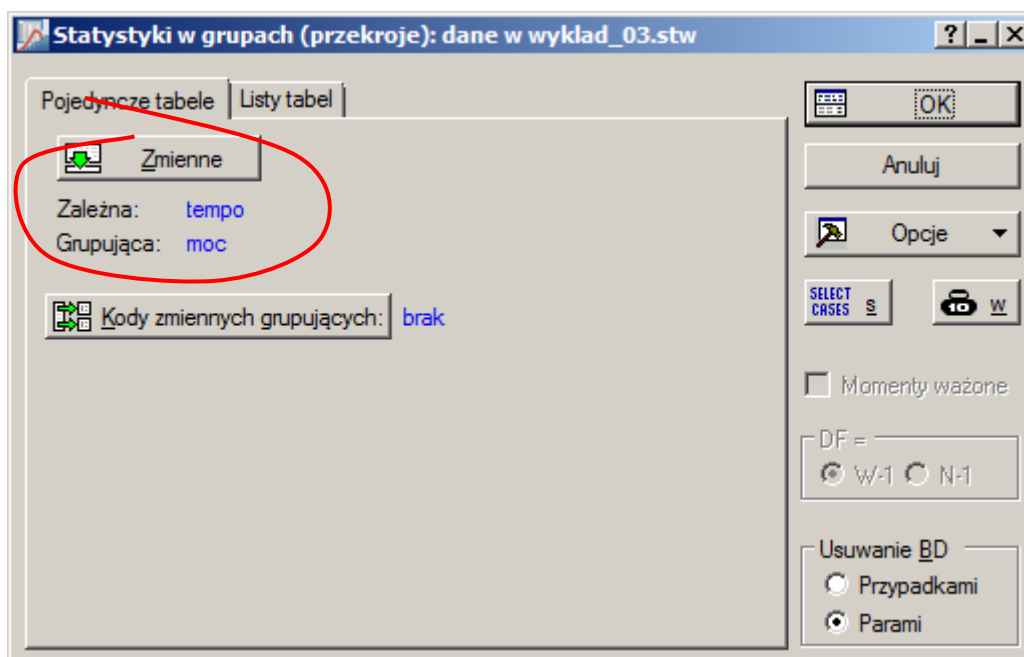 Statystyki w grupach (przekroje): dane w wyklad_03.stw
Pojedyncze tabele
Listy tabel
Zmienne
Zależna: tempo
Grupująca: moc
Kody zmiennych grupujących: brak
OK
Anuluj
Opcje
SELECT
CASES S
10 W
Momenty ważone
DF =
W-1 N-1
Usuwanie BD
Przypadkami
Parami